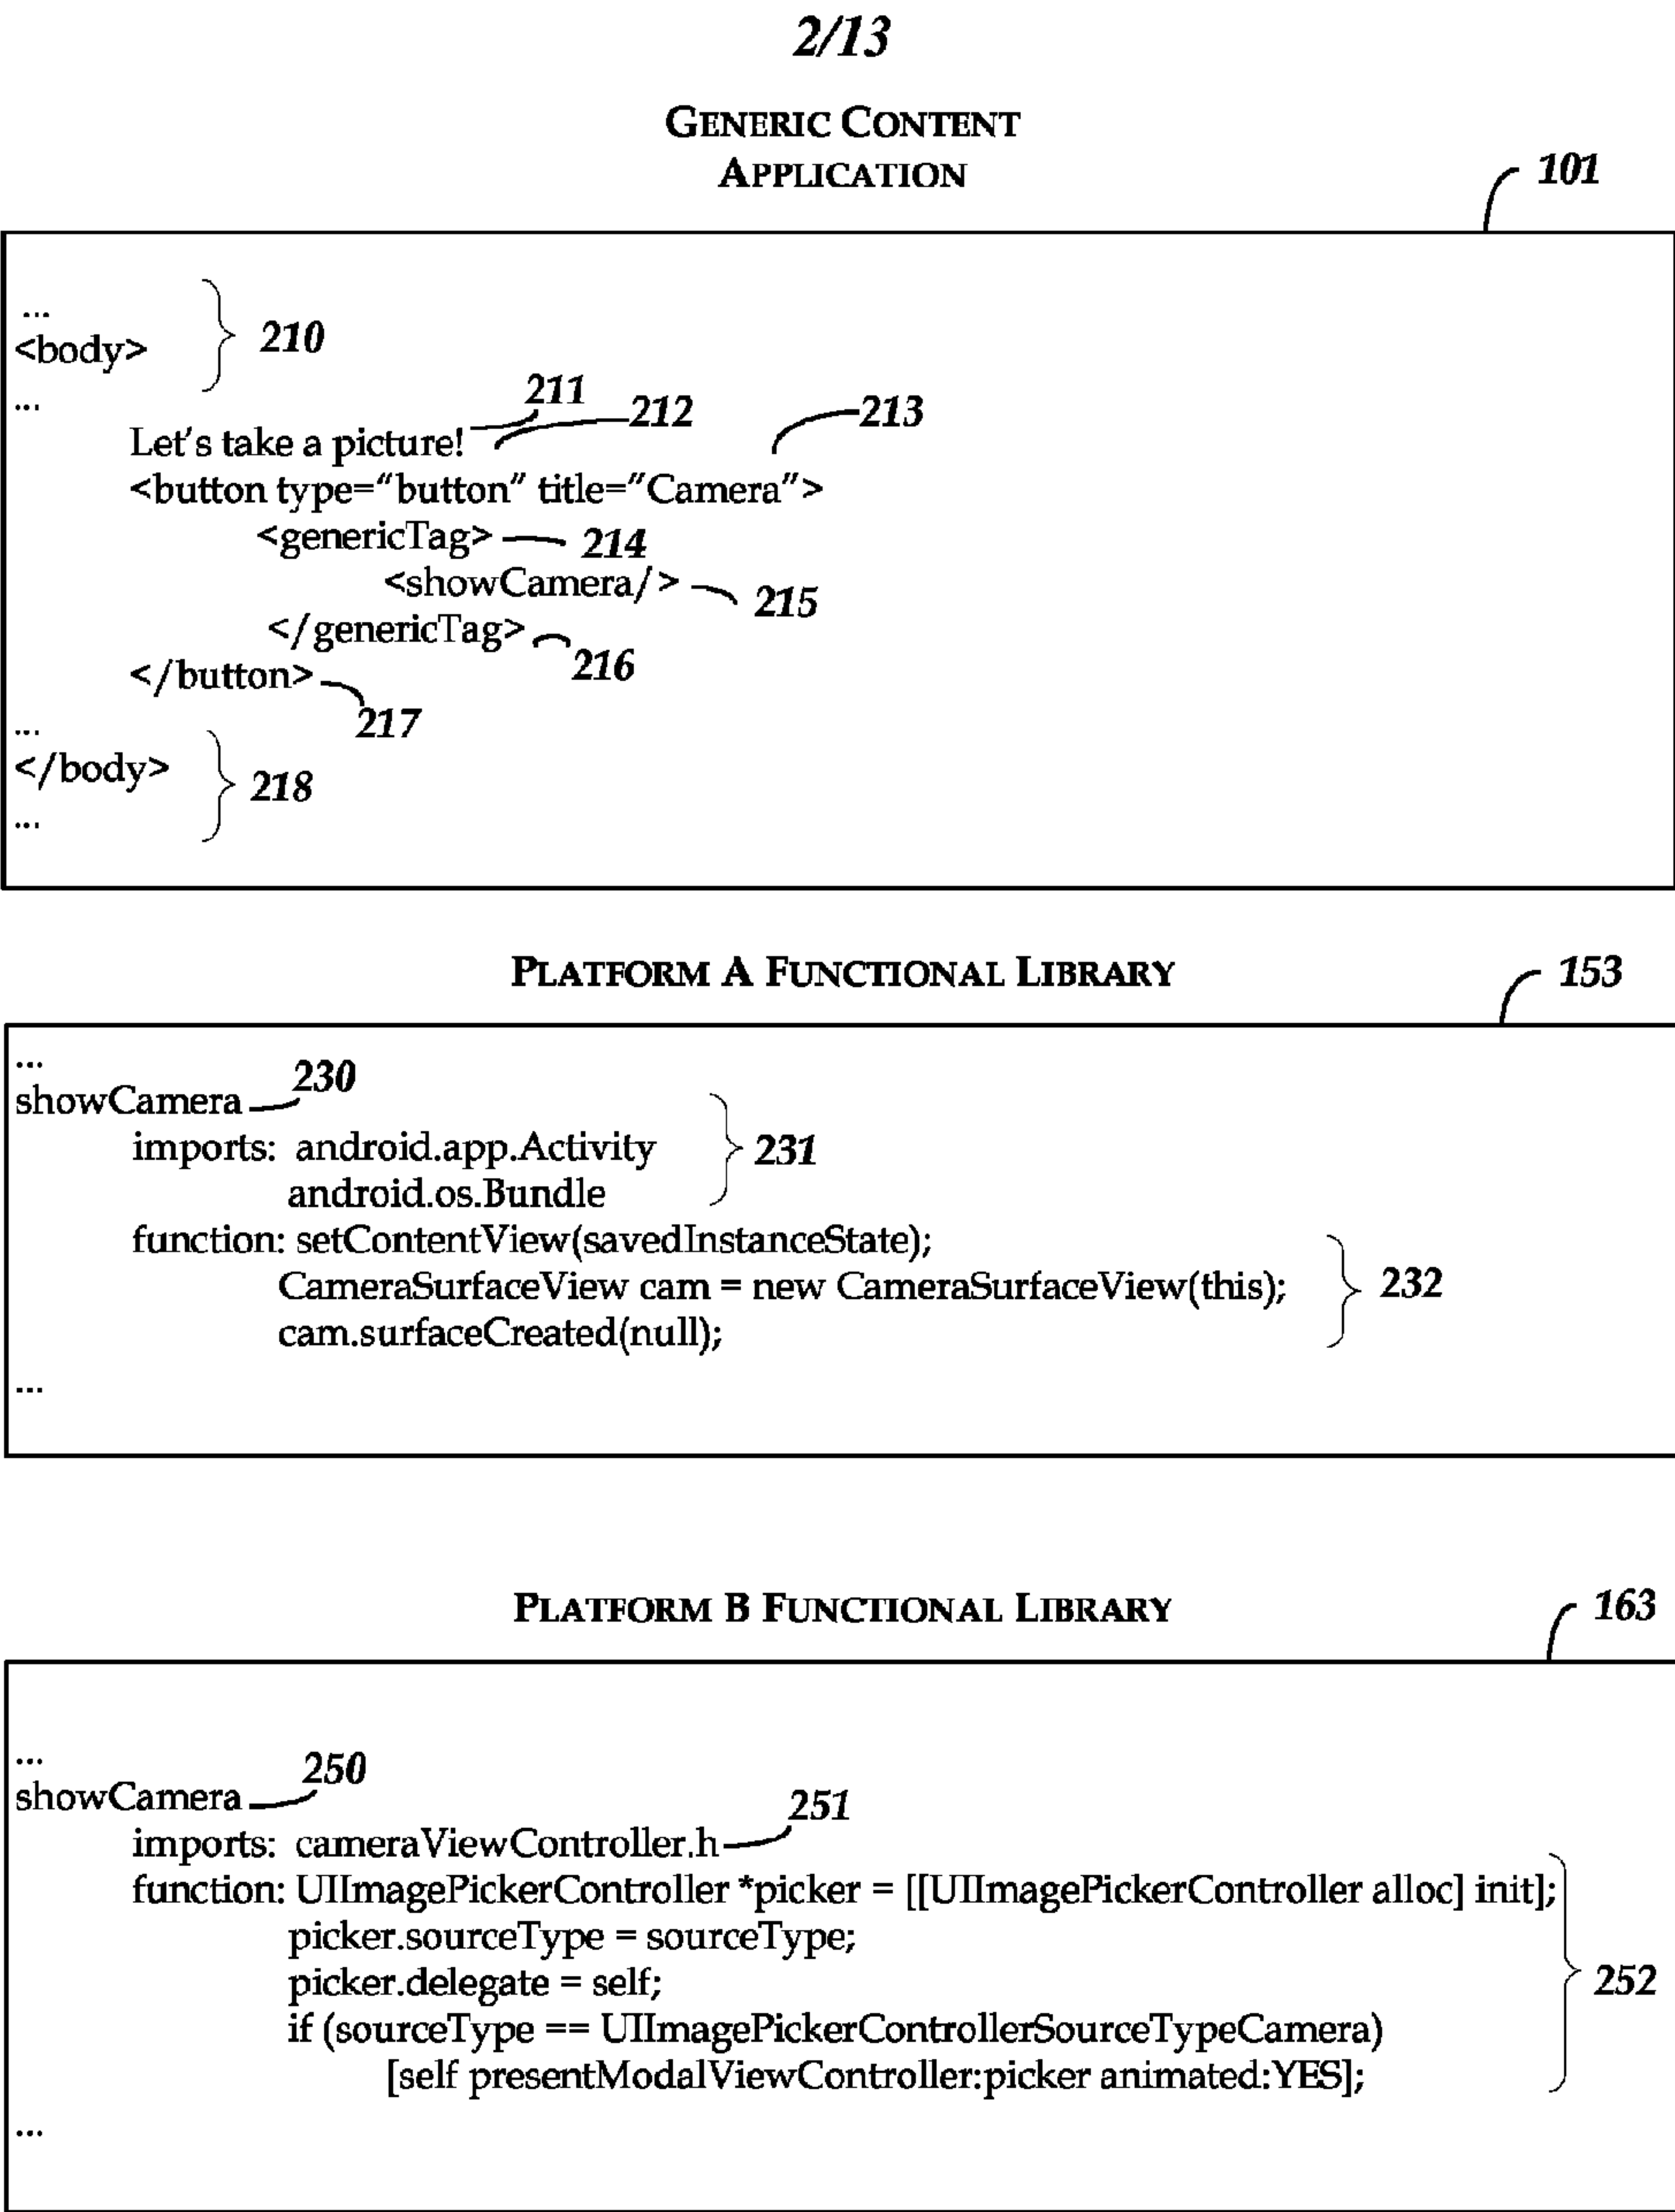 2/13
GENERIC CONTENT
APPLICATION
101
...
<body>
210
...
211
212
213
Let's take a picture!
<button type="button" title="Camera">
<genericTag> 214
<showCamera/> 215
</genericTag> 216
</button> 217
...
</body>
218
...
PLATFORM A FUNCTIONAL LIBRARY
153
...
showCamera 230
imports: android.app.Activity
231
android.os.Bundle
function: setContentView(savedInstanceState);
CameraSurfaceView cam = new CameraSurfaceView(this); 232
cam.surfaceCreated(null);
...
PLATFORM B FUNCTIONAL LIBRARY
163
...
showCamera 250
imports: cameraViewController.h 251
function: UIImagePickerController *picker = [[UIImagePickerController alloc] init];
picker.sourceType = sourceType;
picker.delegate = self; 252
if (sourceType == UIImagePickerControllerSourceTypeCamera)
[self presentModalViewController:picker animated:YES];
...